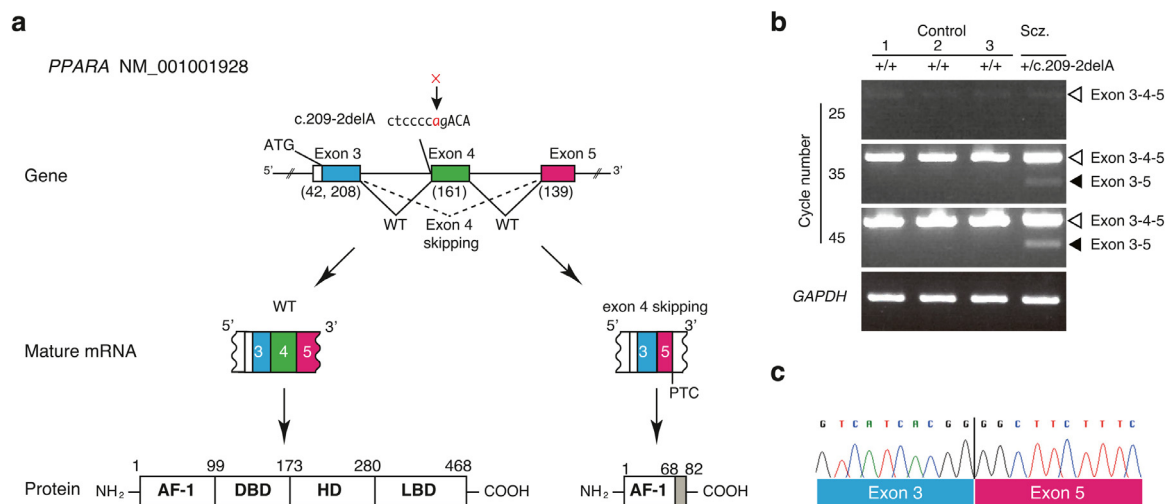 a
PPARA NM_001001928
c.209-2delA
×
ctccccagACA
ATG
Exon 3
Exon 4
Exon 5
Gene
5’
3’
(42, 208)
(161)
(139)
WT
Exon 4
skipping
WT
WT
exon 4 skipping
5’
3’
5’
3’
Mature mRNA
3
4
5
3
5
PTC
1
99
173
280
468
1
68
82
Protein
NH2
AF-1
DBD
HD
LBD
COOH
NH2
AF-1
COOH
b
Control
Scz.
1
2
3
+/+
+/+
+/+
+/c.209-2delA
Cycle number
25
Exon 3-4-5
35
Exon 3-4-5
Exon 3-5
45
Exon 3-4-5
Exon 3-5
GAPDH
c
G T C A T C A C G G G G C T T C T T T C
Exon 3
Exon 5